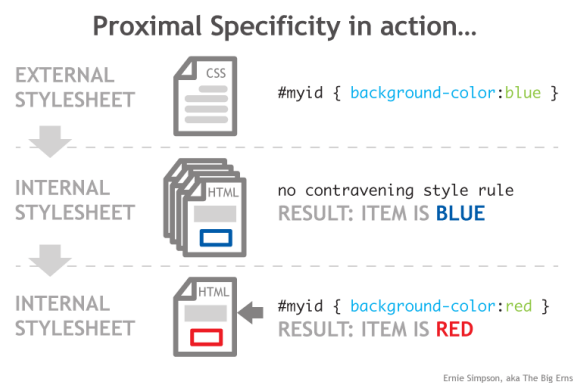 Proximal Specificity in action...
EXTERNAL
STYLESHEET
CSS
#myid { background-color:blue }
INTERNAL
STYLESHEET
HTML
no contravening style rule
RESULT: ITEM IS BLUE
INTERNAL
STYLESHEET
HTML
#myid { background-color:red }
RESULT: ITEM IS RED
Ernie Simpson, aka The Big Erns